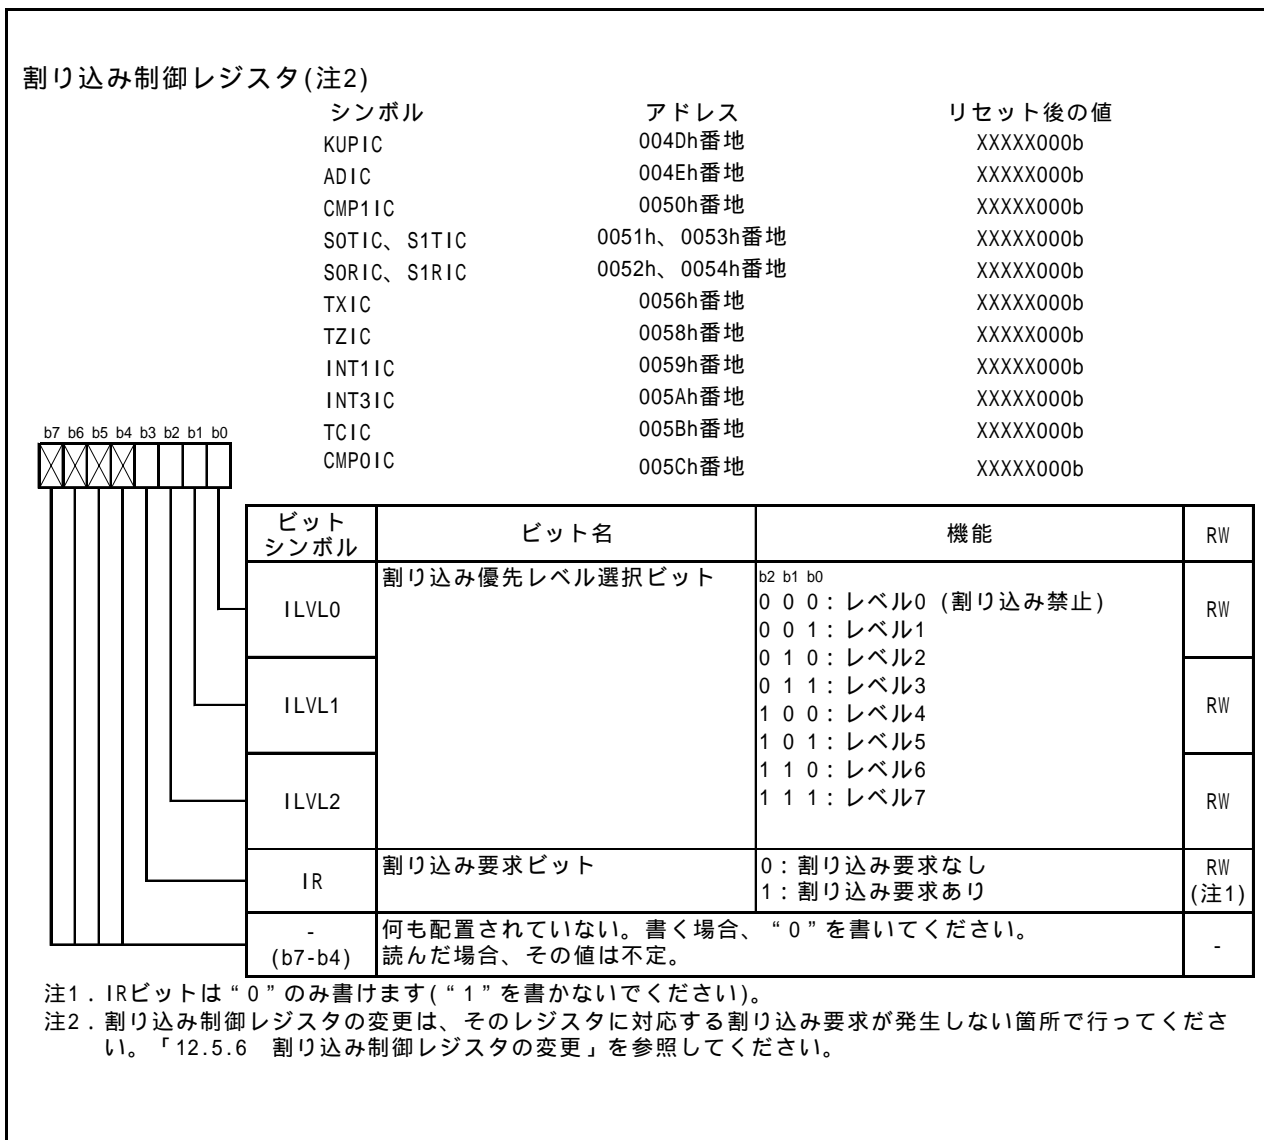 割り込み制御レジスタ(注2)
シンボル アドレス リセット後の値
KUPIC 004Dh番地 XXXXX000b
ADIC 004Eh番地 XXXXX000b
CMP1IC 0050h番地 XXXXX000b
S0TIC、S1TIC 0051h、0053h番地 XXXXX000b
S0RIC、S1RIC 0052h、0054h番地 XXXXX000b
TXIC 0056h番地 XXXXX000b
TZIC 0058h番地 XXXXX000b
INT1IC 0059h番地 XXXXX000b
INT3IC 005Ah番地 XXXXX000b
TCIC 005Bh番地 XXXXX000b
CMP0IC 005Ch番地 XXXXX000b
b7 b6 b5 b4 b3 b2 b1 b0
ビット
シンボル ビット名 機能 RW
ILVL0 割り込み優先レベル選択ビット b2 b1 b0 RW
0 0 0:レベル0 (割り込み禁止)
0 0 1:レベル1
0 1 0:レベル2
ILVL1 0 1 1:レベル3 RW
1 0 0:レベル4
1 0 1:レベル5
ILVL2 1 1 0:レベル6 RW
1 1 1:レベル7
IR 割り込み要求ビット 0:割り込み要求なし RW
1:割り込み要求あり (注1)
- 何も配置されていない。書く場合、“0”を書いてください。 -
(b7-b4) 読んだ場合、その値は不定。
注1.IRビットは“0”のみ書けます(“1”を書かないでください)。
注2.割り込み制御レジスタの変更は、そのレジスタに対応する割り込み要求が発生しない箇所で行ってくださ
い。「12.5.6 割り込み制御レジスタの変更」を参照してください。